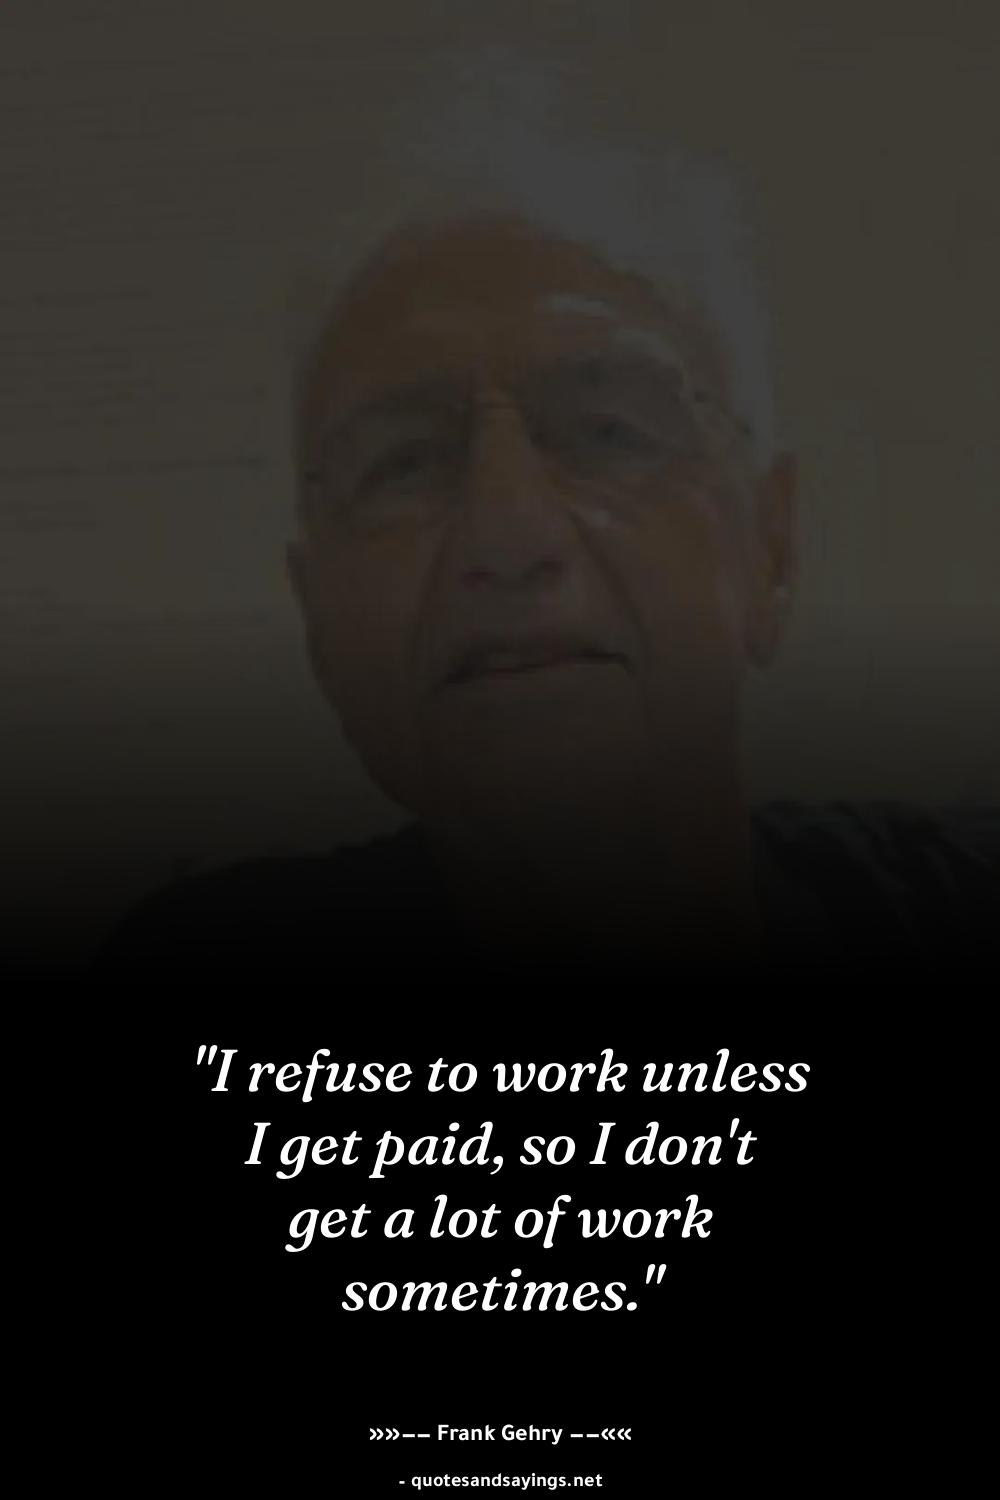 "I refuse to work unless
I get paid, so I don't
get a lot of work
sometimes."
»»—— Frank Gehry ——««
- quotesandsayings.net